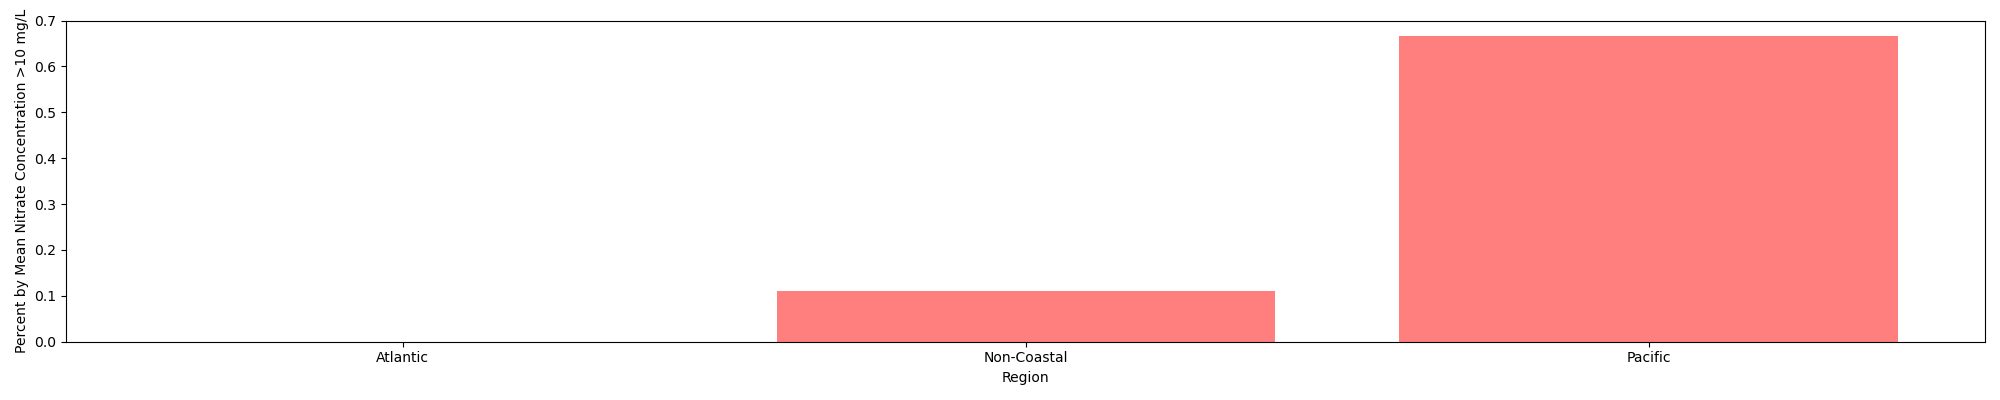 Percent by Mean Nitrate Concentration >10 mg/L
0.7
0.6
0.5
0.4
0.3
0.2
0.1
0.0
Atlantic Non-Coastal Pacific
Region